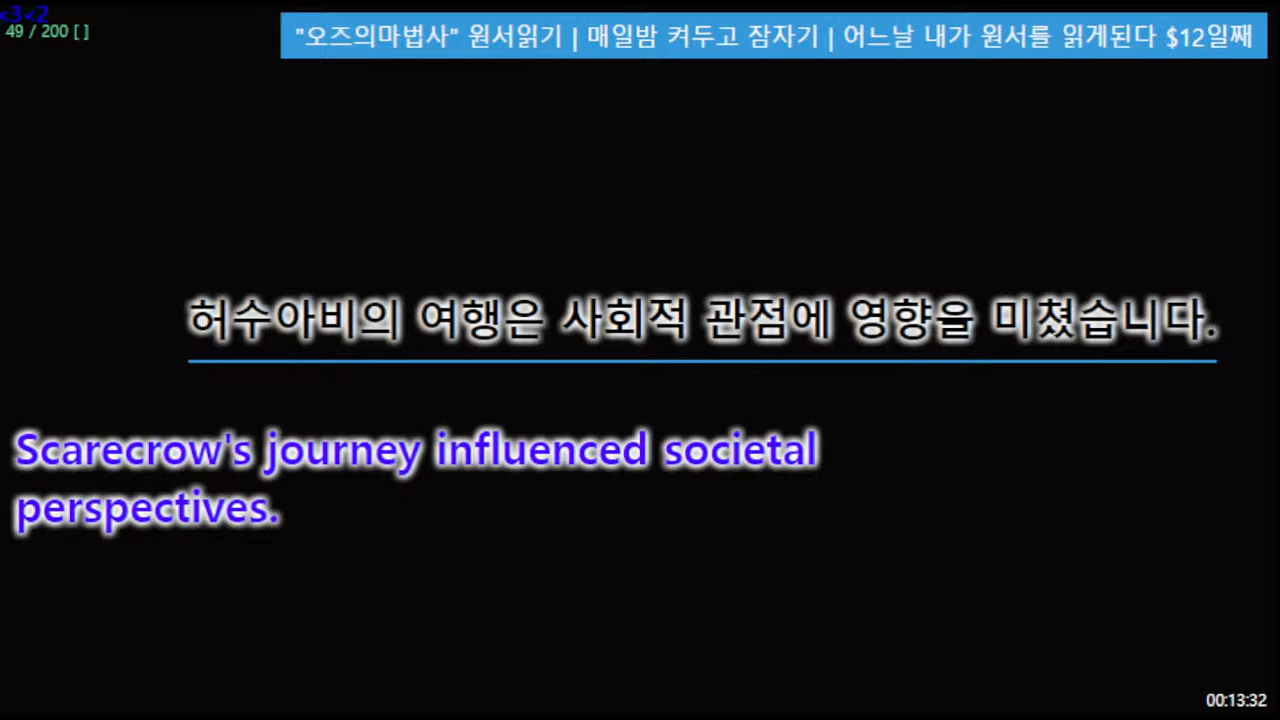 <3<2
49 / 200 [ ]
"오즈의마법사" 원서읽기 | 매일밤 켜두고 잠자기 | 어느날 내가 원서를 읽게된다 $12일째
허수아비의 여행은 사회적 관점에 영향을 미쳤습니다.
Scarecrow's journey influenced societal
perspectives.
00:13:32